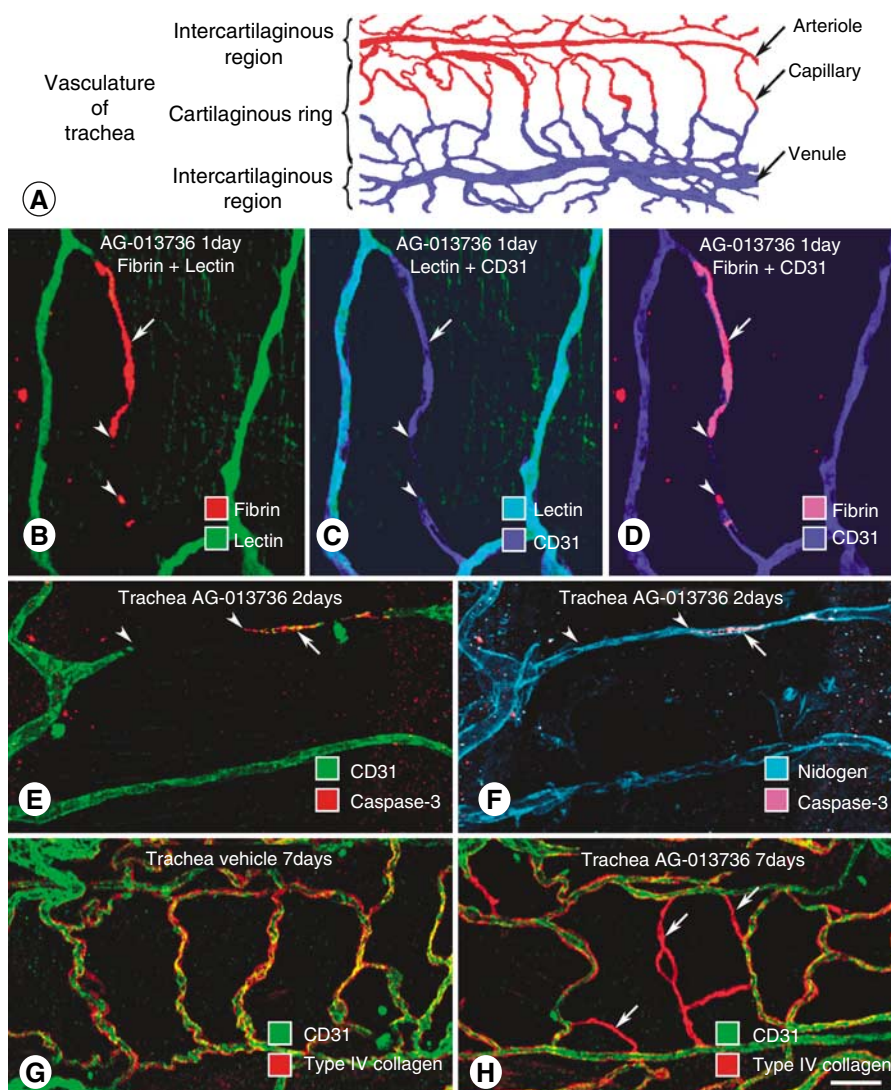 Intercartilaginous
region
Arteriole
Vasculature
of
trachea
Cartilaginous ring
Capillary
Intercartilaginous
region
Venule
A
AG-013736 1day
Fibrin + Lectin
Fibrin
Lectin
B
AG-013736 1day
Lectin + CD31
Lectin
CD31
C
AG-013736 1day
Fibrin + CD31
Fibrin
CD31
D
Trachea AG-013736 2days
CD31
Caspase-3
E
Trachea AG-013736 2days
Nidogen
Caspase-3
F
Trachea vehicle 7days
CD31
Type IV collagen
G
Trachea AG-013736 7days
CD31
Type IV collagen
H